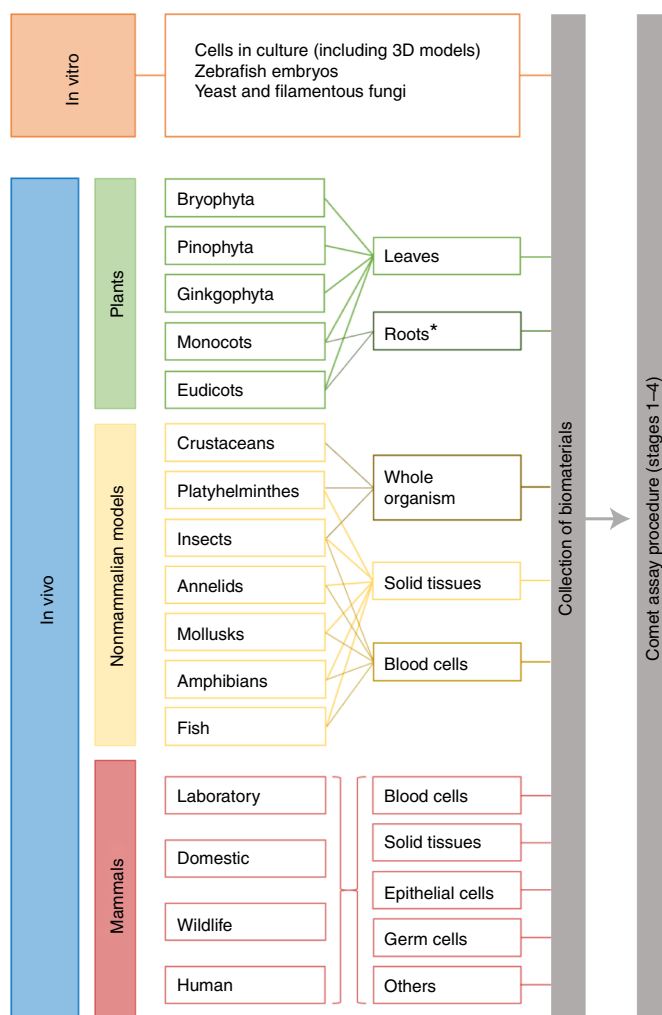 In vitro
Cells in culture (including 3D models)
Zebrafish embryos
Yeast and filamentous fungi
In vivo
Plants
Bryophyta
Pinophyta
Ginkgophyta
Monocots
Eudicots
Leaves
Roots*
Nonmammalian models
Crustaceans
Platyhelminthes
Insects
Annelids
Mollusks
Amphibians
Fish
Whole
organism
Solid tissues
Blood cells
Mammals
Laboratory
Domestic
Wildlife
Human
Blood cells
Solid tissues
Epithelial cells
Germ cells
Others
Collection of biomaterials
Comet assay procedure (stages 1–4)